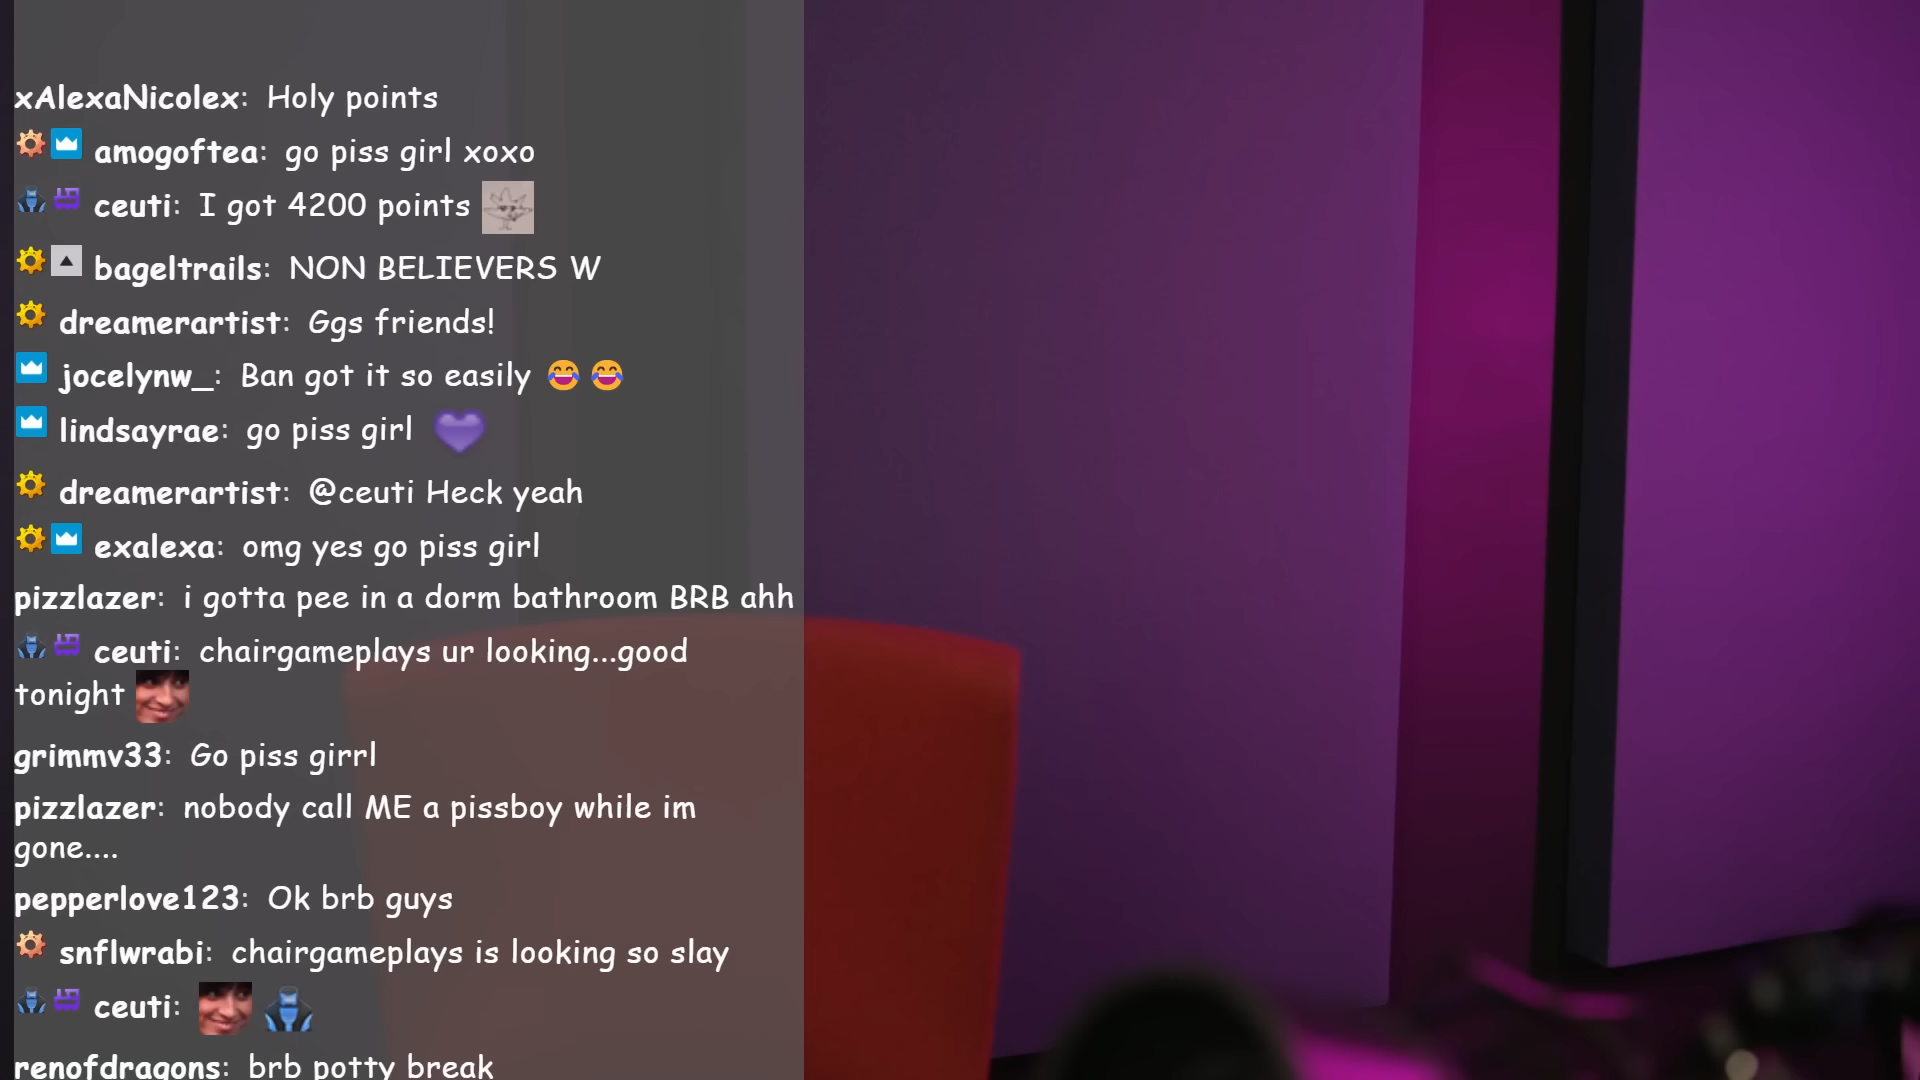 xAlexaNicolex: Holy points
amogoftea: go piss girl xoxo
ceuti: I got 4200 points
bageltrails: NON BELIEVERS W
dreamerartist: Ggs friends!
jocelynw_: Ban got it so easily 😂 😂
lindsayrae: go piss girl 💜
dreamerartist: @ceuti Heck yeah
exalexa: omg yes go piss girl
pizzlazer: i gotta pee in a dorm bathroom BRB ahh
ceuti: chairgameplays ur looking...good
tonight
grimmv33: Go piss girrl
pizzlazer: nobody call ME a pissboy while im
gone....
pepperlove123: Ok brb guys
snflwrabi: chairgameplays is looking so slay
ceuti:
renofdragons: brb potty break